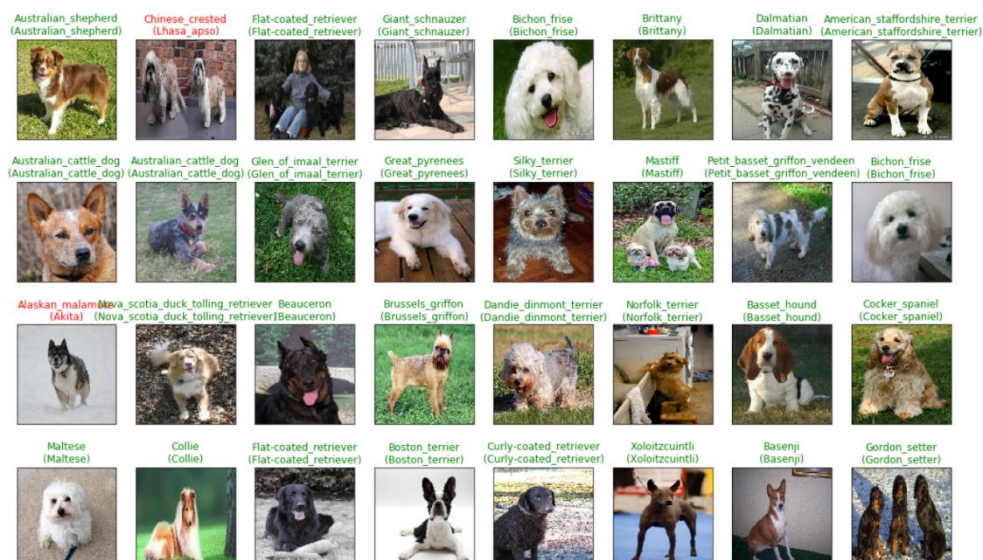 Australian_shepherd
(Australian_shepherd)
Chinese_crested
(Lhasa_apso)
Flat-coated_retriever
(Flat-coated_retriever)
Giant_schnauzer
(Giant_schnauzer)
Bichon_frise
(Bichon_frise)
Brittany
(Brittany)
Dalmatian
(Dalmatian)
American_staffordshire_terrier
(American_staffordshire_terrier)
Australian_cattle_dog
(Australian_cattle_dog)
Australian_cattle_dog
(Australian_cattle_dog)
Glen_of_imaal_terrier
(Glen_of_imaal_terrier)
Great_pyrenees
(Great_pyrenees)
Silky_terrier
(Silky_terrier)
Mastiff
(Mastiff)
Petit_basset_griffon_vendeen
(Petit_basset_griffon_vendeen)
Bichon_frise
(Bichon_frise)
Alaskan_malamute
(Akita)
Nova_scotia_duck_tolling_retriever
(Nova_scotia_duck_tolling_retriever)
Beauceron
(Beauceron)
Brussels_griffon
(Brussels_griffon)
Dandie_dinmont_terrier
(Dandie_dinmont_terrier)
Norfolk_terrier
(Norfolk_terrier)
Basset_hound
(Basset_hound)
Cocker_spaniel
(Cocker_spaniel)
Maltese
(Maltese)
Collie
(Collie)
Flat-coated_retriever
(Flat-coated_retriever)
Boston_terrier
(Boston_terrier)
Curly-coated_retriever
(Curly-coated_retriever)
Xoloitzcuintli
(Xoloitzcuintli)
Basenji
(Basenji)
Gordon_setter
(Gordon_setter)